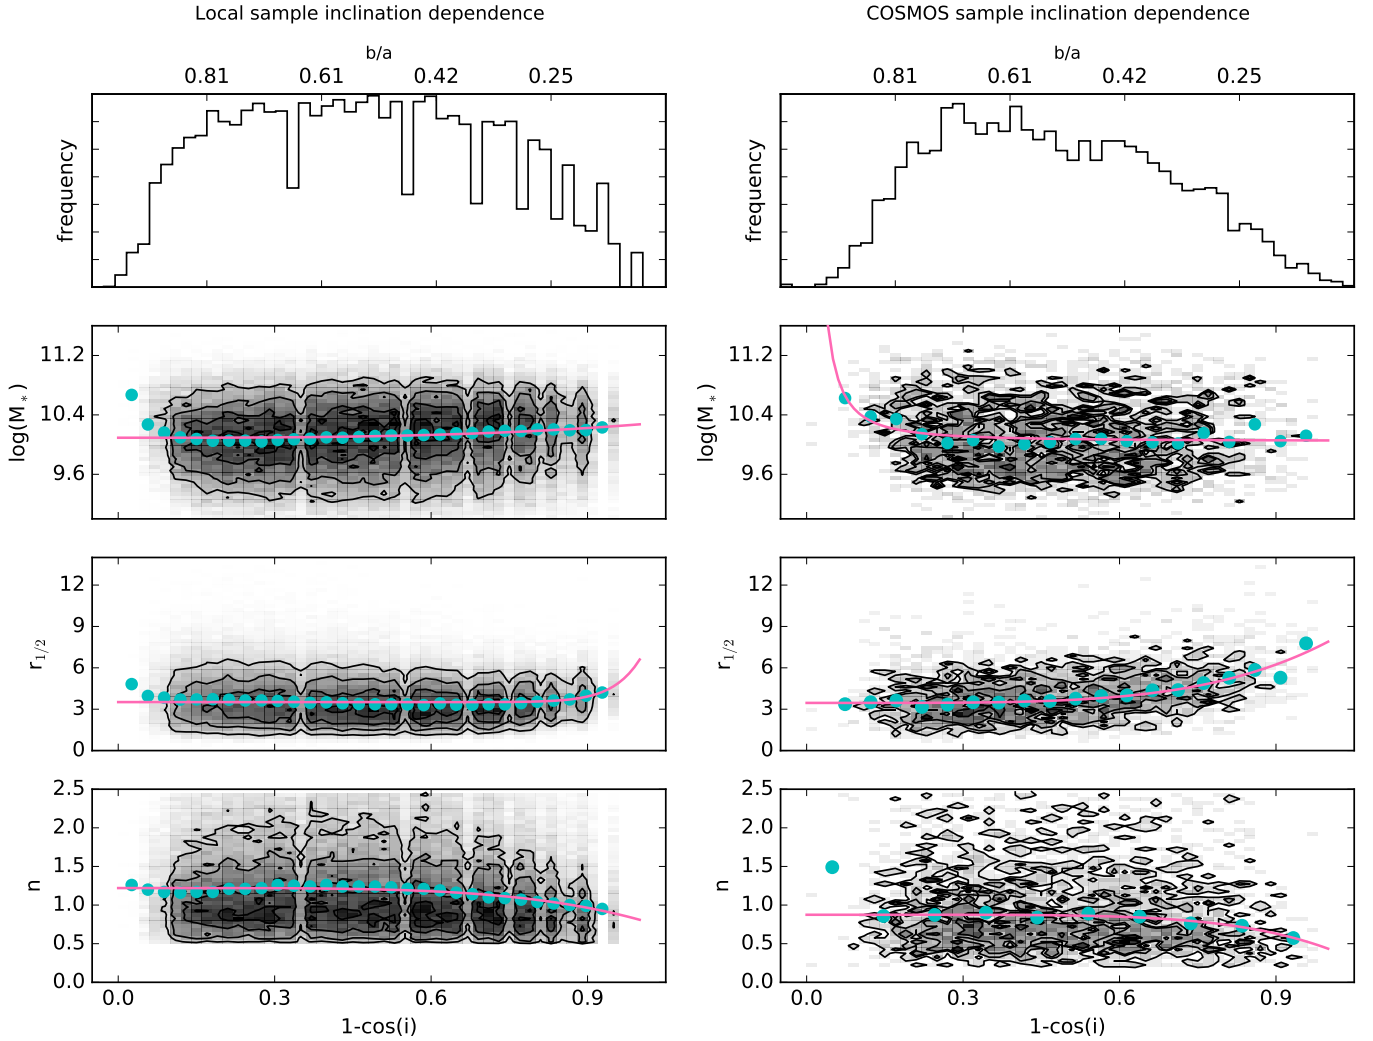 Local sample inclination dependence
COSMOS sample inclination dependence
b/a
b/a
0.81 0.61 0.42 0.25
0.81 0.61 0.42 0.25
frequency
frequency
11.2
10.4
9.6
log(M*)
11.2
10.4
9.6
log(M*)
12
9
6
3
0
r1/2
12
9
6
3
0
r1/2
2.5
2.0
1.5
1.0
0.5
0.0
n
2.5
2.0
1.5
1.0
0.5
0.0
n
0.0 0.3 0.6 0.9
0.0 0.3 0.6 0.9
1-cos(i)
1-cos(i)